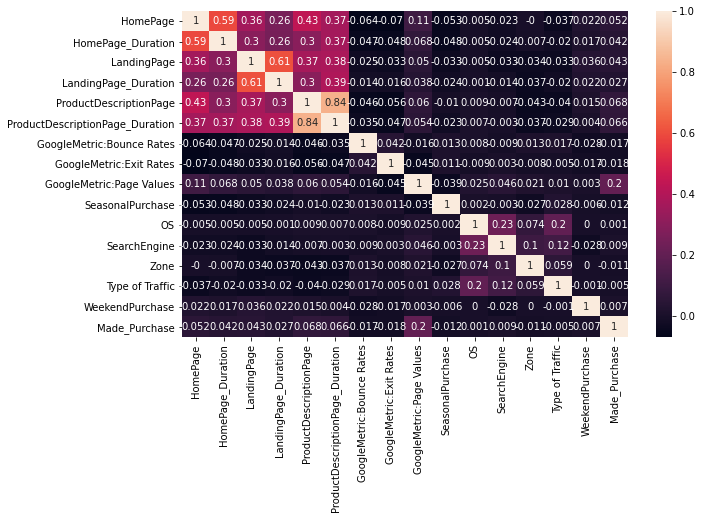 HomePage 1 0.59 0.36 0.26 0.43 0.37 -0.064 -0.07 0.11 -0.053 -0.005 -0.023 -0 -0.037 0.022 0.052
HomePage_Duration 0.59 1 0.3 0.26 0.3 0.37 -0.047 -0.048 0.068 -0.048 -0.005 -0.024 -0.007 -0.02 0.017 0.042
LandingPage 0.36 0.3 1 0.61 0.37 0.38 -0.025 -0.033 0.05 -0.033 -0.005 -0.033 -0.034 -0.033 0.036 0.043
LandingPage_Duration 0.26 0.26 0.61 1 0.3 0.39 -0.014 -0.016 0.038 -0.024 -0.001 -0.014 -0.037 -0.02 0.022 0.027
ProductDescriptionPage 0.43 0.3 0.37 0.3 1 0.84 -0.046 -0.056 0.06 -0.01 -0.009 -0.007 -0.043 -0.04 0.015 0.068
ProductDescriptionPage_Duration 0.37 0.37 0.38 0.39 0.84 1 -0.035 -0.047 0.054 -0.023 -0.007 -0.003 -0.037 -0.029 0.004 0.066
GoogleMetric:Bounce Rates -0.064 -0.047 -0.025 -0.014 -0.046 -0.035 1 0.042 -0.016 0.013 0.008 -0.009 0.013 0.017 -0.028 -0.017
GoogleMetric:Exit Rates -0.07 -0.048 -0.033 -0.016 -0.056 -0.047 0.042 1 -0.045 0.011 -0.009 -0.003 -0.008 -0.005 -0.017 -0.018
GoogleMetric:Page Values 0.11 0.068 0.05 0.038 0.06 0.054 -0.016 -0.045 1 -0.039 0.025 0.046 0.021 0.01 0.003 0.2
SeasonalPurchase -0.053 -0.048 -0.033 -0.024 -0.01 -0.023 0.013 0.011 -0.039 1 0.002 -0.003 -0.027 0.028 -0.006 -0.012
OS -0.005 -0.005 -0.005 -0.001 -0.009 -0.007 0.008 -0.009 0.025 0.002 1 0.23 0.074 0.2 0 0.001
SearchEngine -0.023 -0.024 -0.033 -0.014 -0.007 -0.003 -0.009 -0.003 0.046 -0.003 0.23 1 0.1 0.12 -0.028 0.009
Zone -0 -0.007 -0.034 -0.037 -0.043 -0.037 0.013 -0.008 0.021 -0.027 0.074 0.1 1 0.059 0 -0.011
Type of Traffic -0.037 -0.02 -0.033 -0.02 -0.04 -0.029 0.017 -0.005 0.01 0.028 0.2 0.12 0.059 1 -0.001 -0.005
WeekendPurchase 0.022 0.017 0.036 0.022 0.015 0.004 -0.028 -0.017 0.003 -0.006 0 -0.028 0 -0.001 1 0.007
Made_Purchase 0.052 0.042 0.043 0.027 0.068 0.066 -0.017 -0.018 0.2 -0.012 0.001 0.009 -0.011 -0.005 0.007 1
HomePage
HomePage_Duration
LandingPage
LandingPage_Duration
ProductDescriptionPage
ProductDescriptionPage_Duration
GoogleMetric:Bounce Rates
GoogleMetric:Exit Rates
GoogleMetric:Page Values
SeasonalPurchase
OS
SearchEngine
Zone
Type of Traffic
WeekendPurchase
Made_Purchase
1.0
0.8
0.6
0.4
0.2
0.0